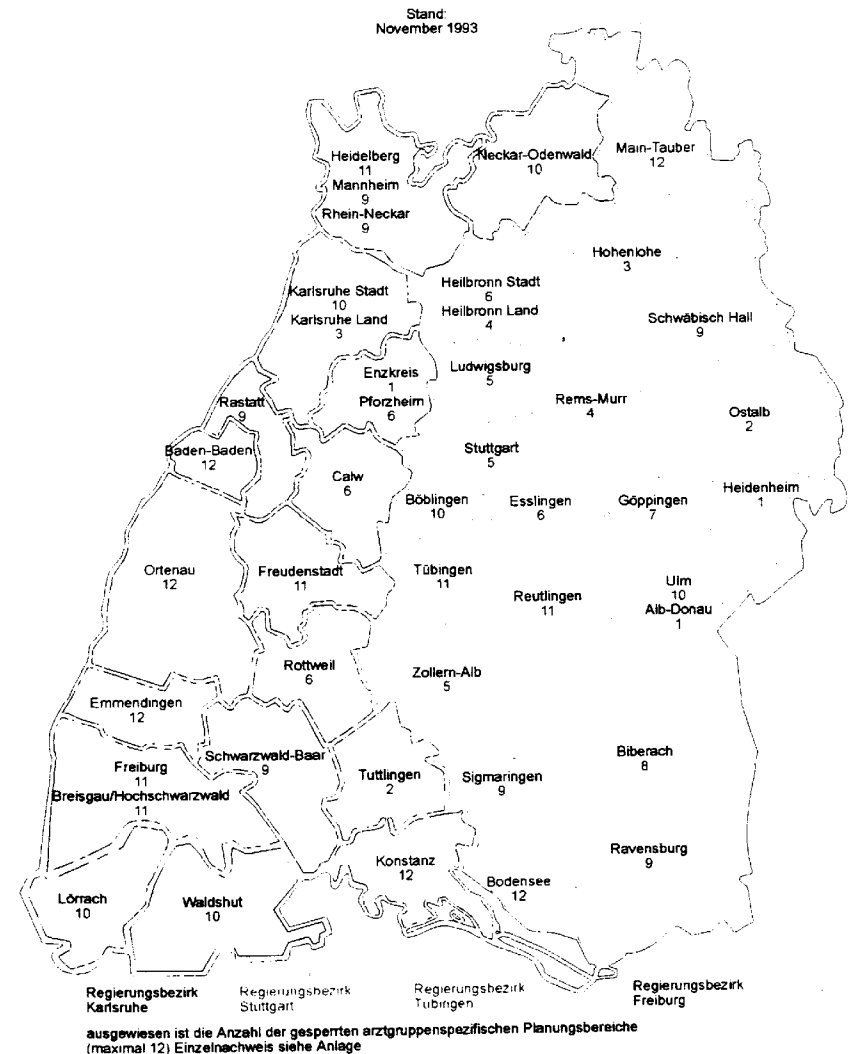 Stand:
November 1993
Heidelberg
11
Mannheim
9
Rhein-Neckar
9
Neckar-Odenwald
10
Main-Tauber
12
Hohenlohe
3
Karlsruhe Stadt
10
Karlsruhe Land
3
Heilbronn Stadt
6
Heilbronn Land
4
Schwäbisch Hall
9
Enzkreis
1
Pforzheim
6
Ludwigsburg
5
Rems-Murr
4
Ostalb
2
Rastatt
9
Baden-Baden
12
Calw
6
Stuttgart
5
Böblingen
10
Esslingen
6
Göppingen
7
Heidenheim
1
Ortenau
12
Freudenstadt
11
Tübingen
11
Reutlingen
11
Ulm
10
Alb-Donau
1
Rottweil
6
Zollern-Alb
5
Emmendingen
12
Freiburg
11
Breisgau/Hochschwarzwald
11
Schwarzwald-Baar
9
Tuttlingen
2
Sigmaringen
9
Biberach
8
Konstanz
12
Ravensburg
9
Bodensee
12
Lörrach
10
Waldshut
10
Regierungsbezirk
Karlsruhe
Regierungsbezirk
Stuttgart
Regierungsbezirk
Tübingen
Regierungsbezirk
Freiburg
ausgewiesen ist die Anzahl der gesperrten arztgruppenspezifischen Planungsbereiche
(maximal 12) Einzelnachweis siehe Anlage